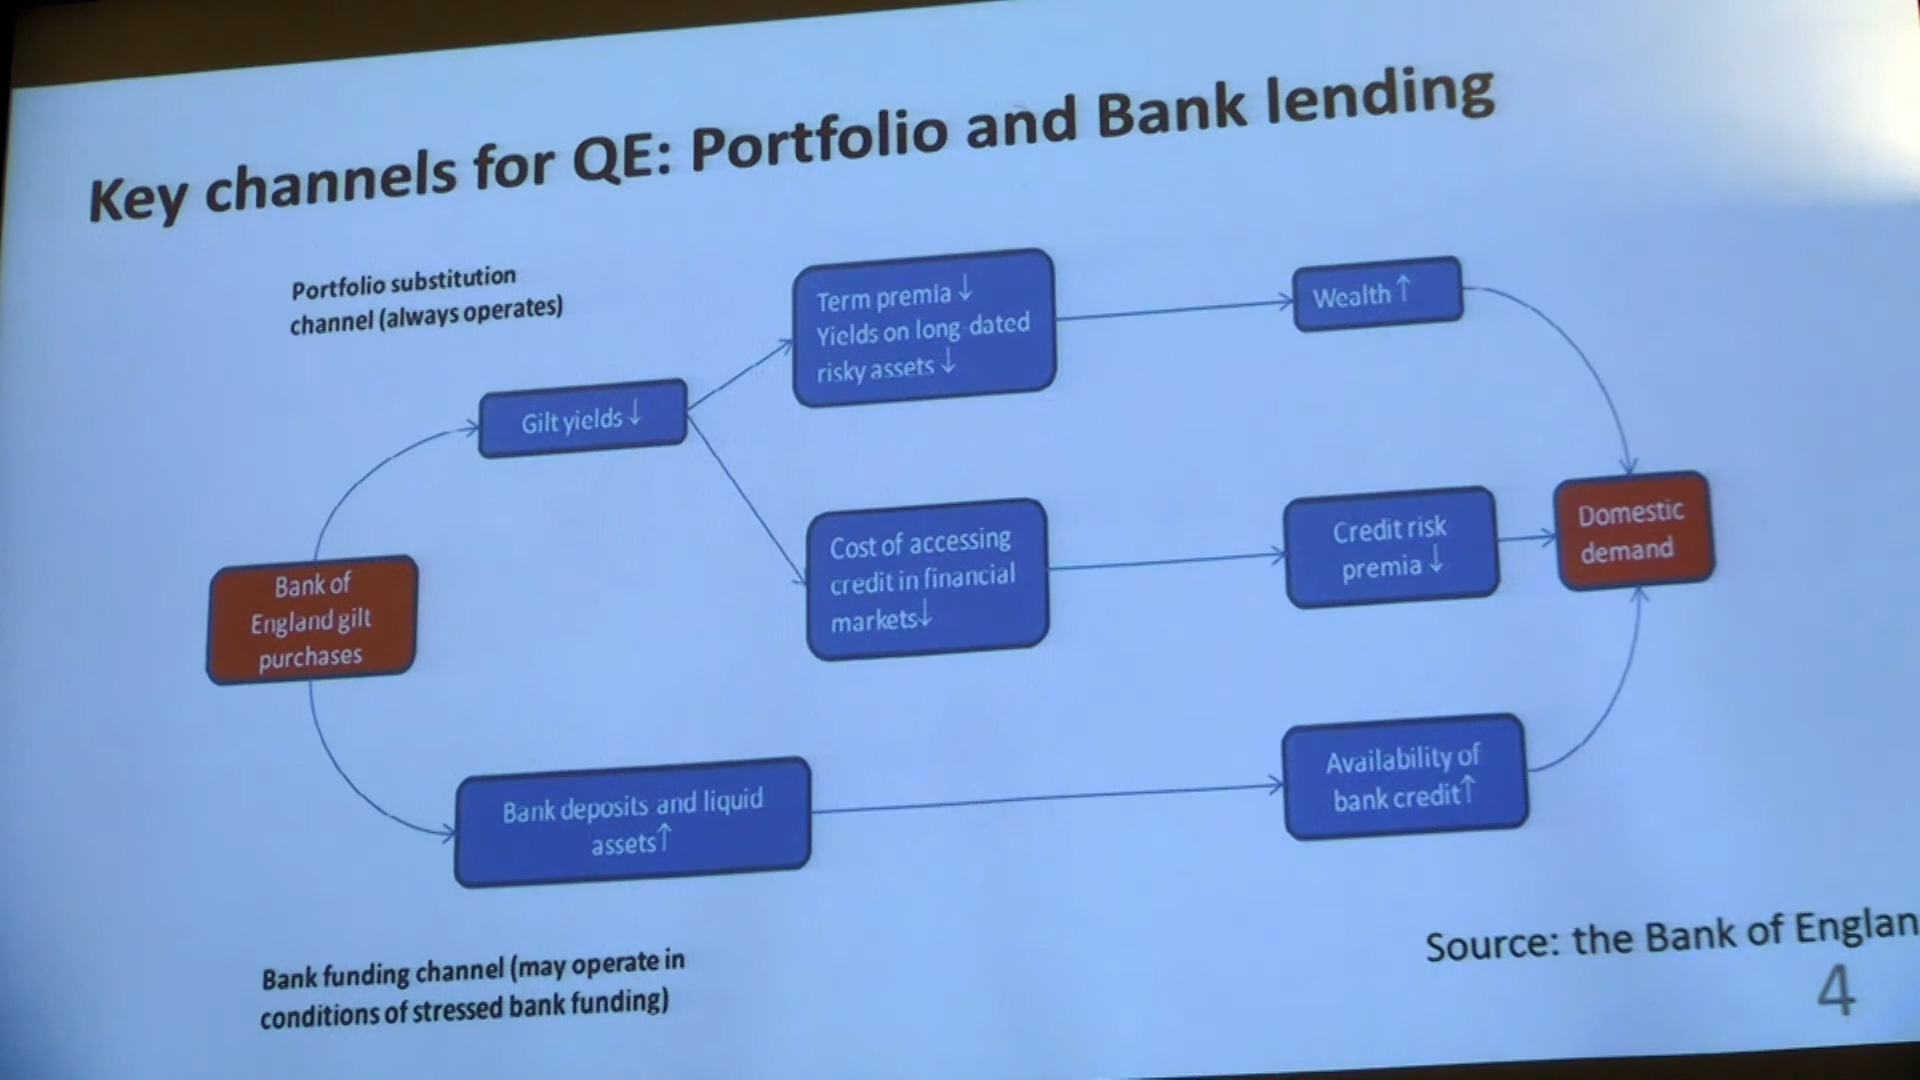 Key channels for QE: Portfolio and Bank lending
Portfolio substitution
channel (always operates)
Term premia ↓
Yields on long-dated
risky assets ↓
Wealth ↑
Gilt yields ↓
Domestic
demand
Credit risk
premia ↓
Cost of accessing
credit in financial
markets↓
Bank of
England gilt
purchases
Availability of
bank credit↑
Bank deposits and liquid
assets↑
Bank funding channel (may operate in
conditions of stressed bank funding)
Source: the Bank of Englan
4